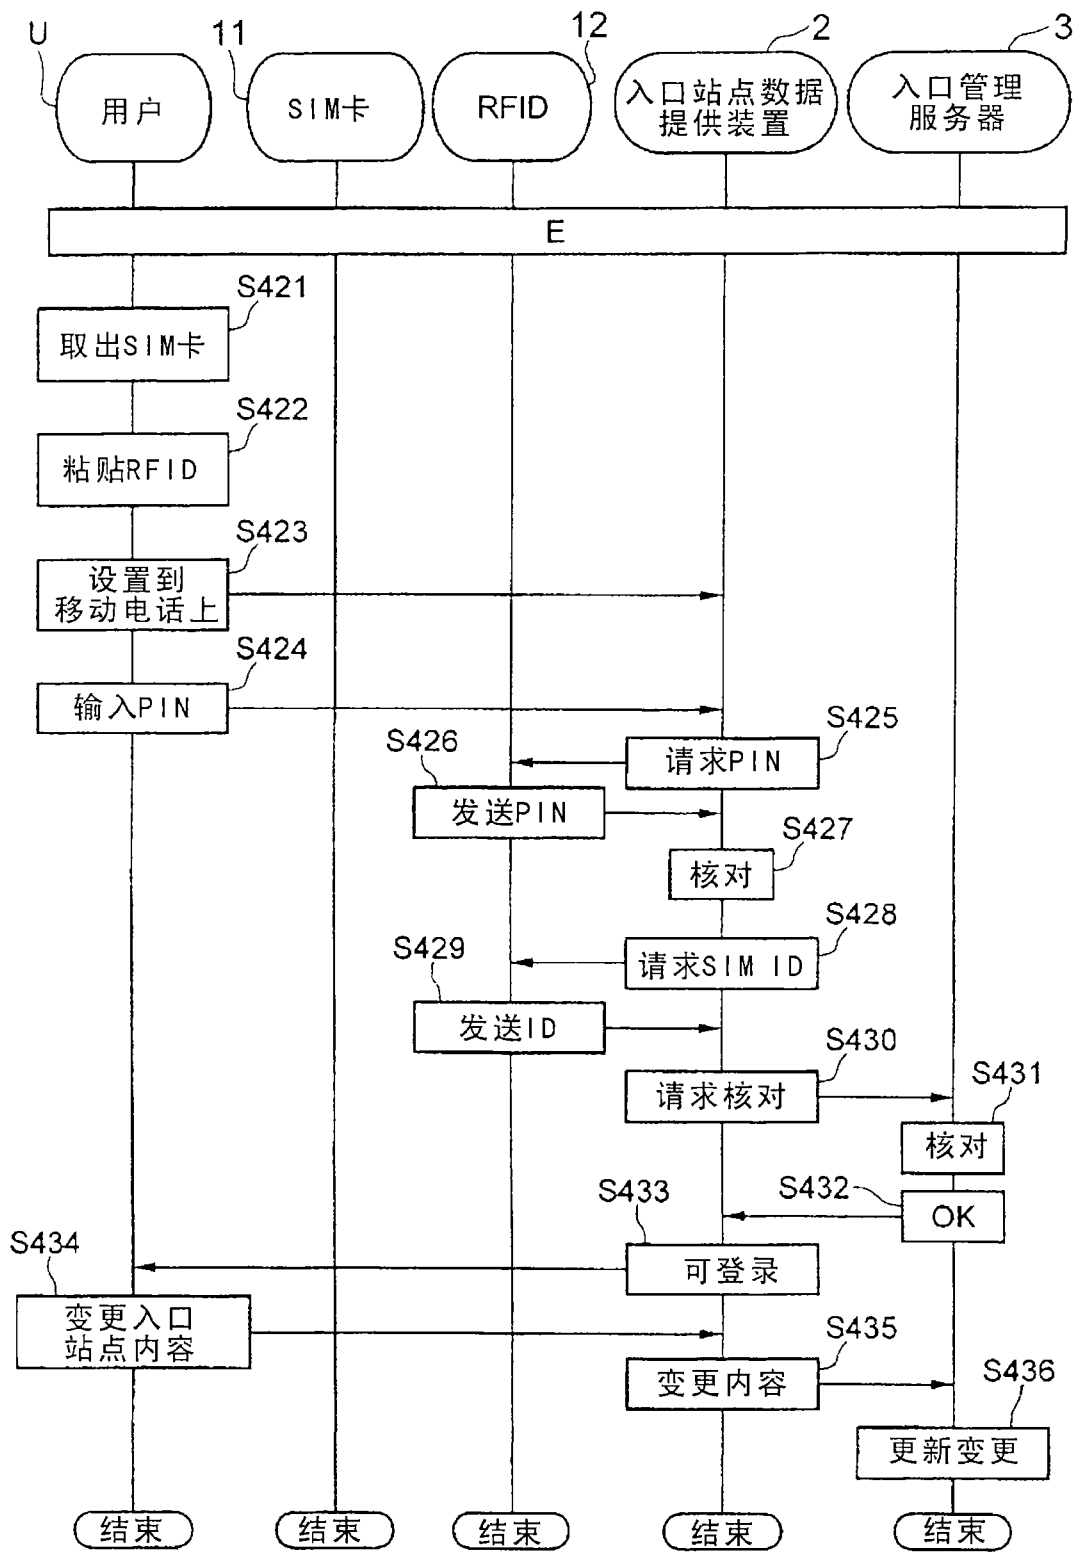 U
11
12
2
3
用户
SIM卡
RFID
入口站点数据
提供装置
入口管理
服务器
E
S421
取出SIM卡
S422
粘贴RFID
S423
设置到
移动电话上
S424
输入PIN
S425
请求PIN
S426
发送PIN
S427
核对
S428
请求SIM ID
S429
发送ID
S430
请求核对
S431
核对
S432
OK
S433
可登录
S434
变更入口
站点内容
S435
变更内容
S436
更新变更
结束
结束
结束
结束
结束